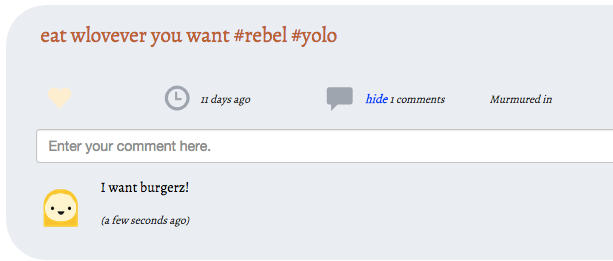 eat wlovever you want #rebel #yolo
11 days ago hide 1 comments Murmured in
Enter your comment here.
I want burgerz!
(a few seconds ago)